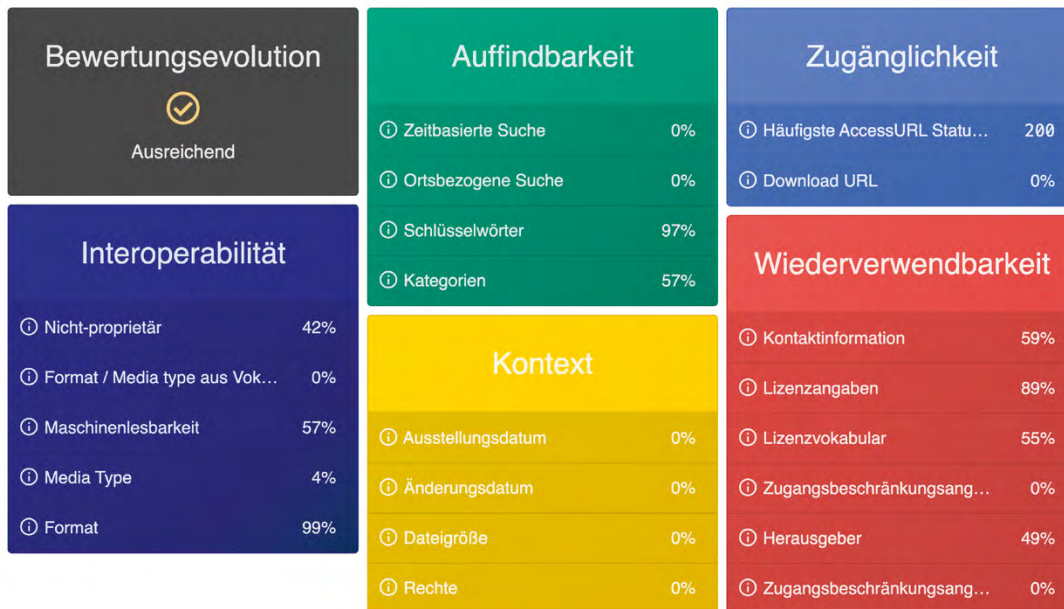 Bewertungsevolution
Ausreichend
Interoperabilität
Nicht-proprietär 42%
Format / Media type aus Vok... 0%
Maschinenlesbarkeit 57%
Media Type 4%
Format 99%
Auffindbarkeit
Zeitbasierte Suche 0%
Ortsbezogene Suche 0%
Schlüsselwörter 97%
Kategorien 57%
Kontext
Ausstellungsdatum 0%
Änderungsdatum 0%
Dateigröße 0%
Rechte 0%
Zugänglichkeit
Häufigste AccessURL Statu... 200
Download URL 0%
Wiederverwendbarkeit
Kontaktinformation 59%
Lizenzangaben 89%
Lizenzvokabular 55%
Zugangsbeschränkungsang... 0%
Herausgeber 49%
Zugangsbeschränkungsang... 0%